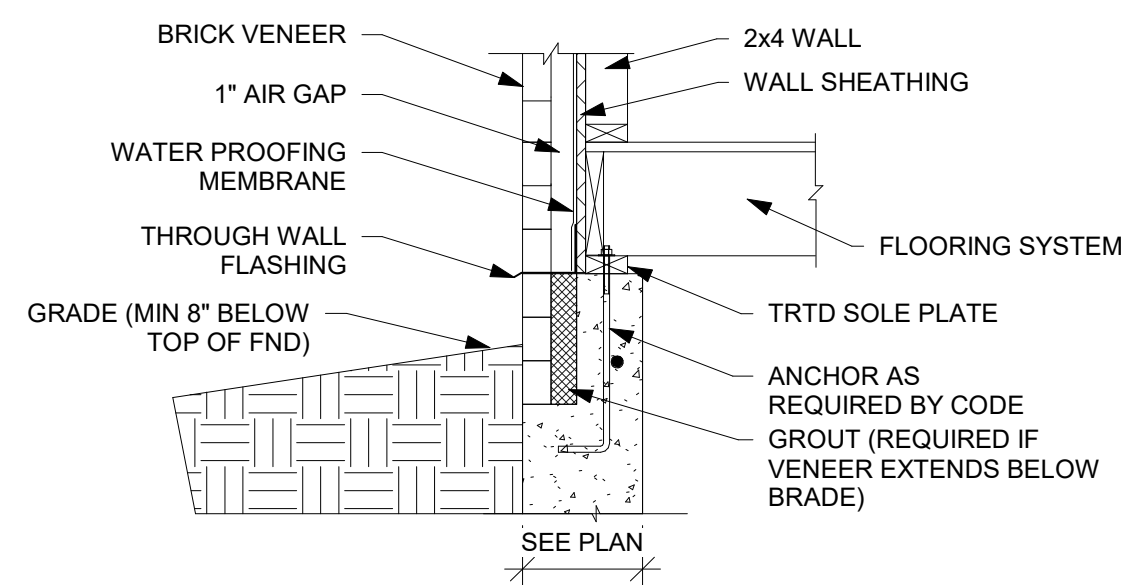 BRICK VENEER
1" AIR GAP
WATER PROOFING
MEMBRANE
THROUGH WALL
FLASHING
GRADE (MIN 8" BELOW
TOP OF FND)
2x4 WALL
WALL SHEATHING
FLOORING SYSTEM
TRTD SOLE PLATE
ANCHOR AS
REQUIRED BY CODE
GROUT (REQUIRED IF
VENEER EXTENDS BELOW
BRADE)
SEE PLAN